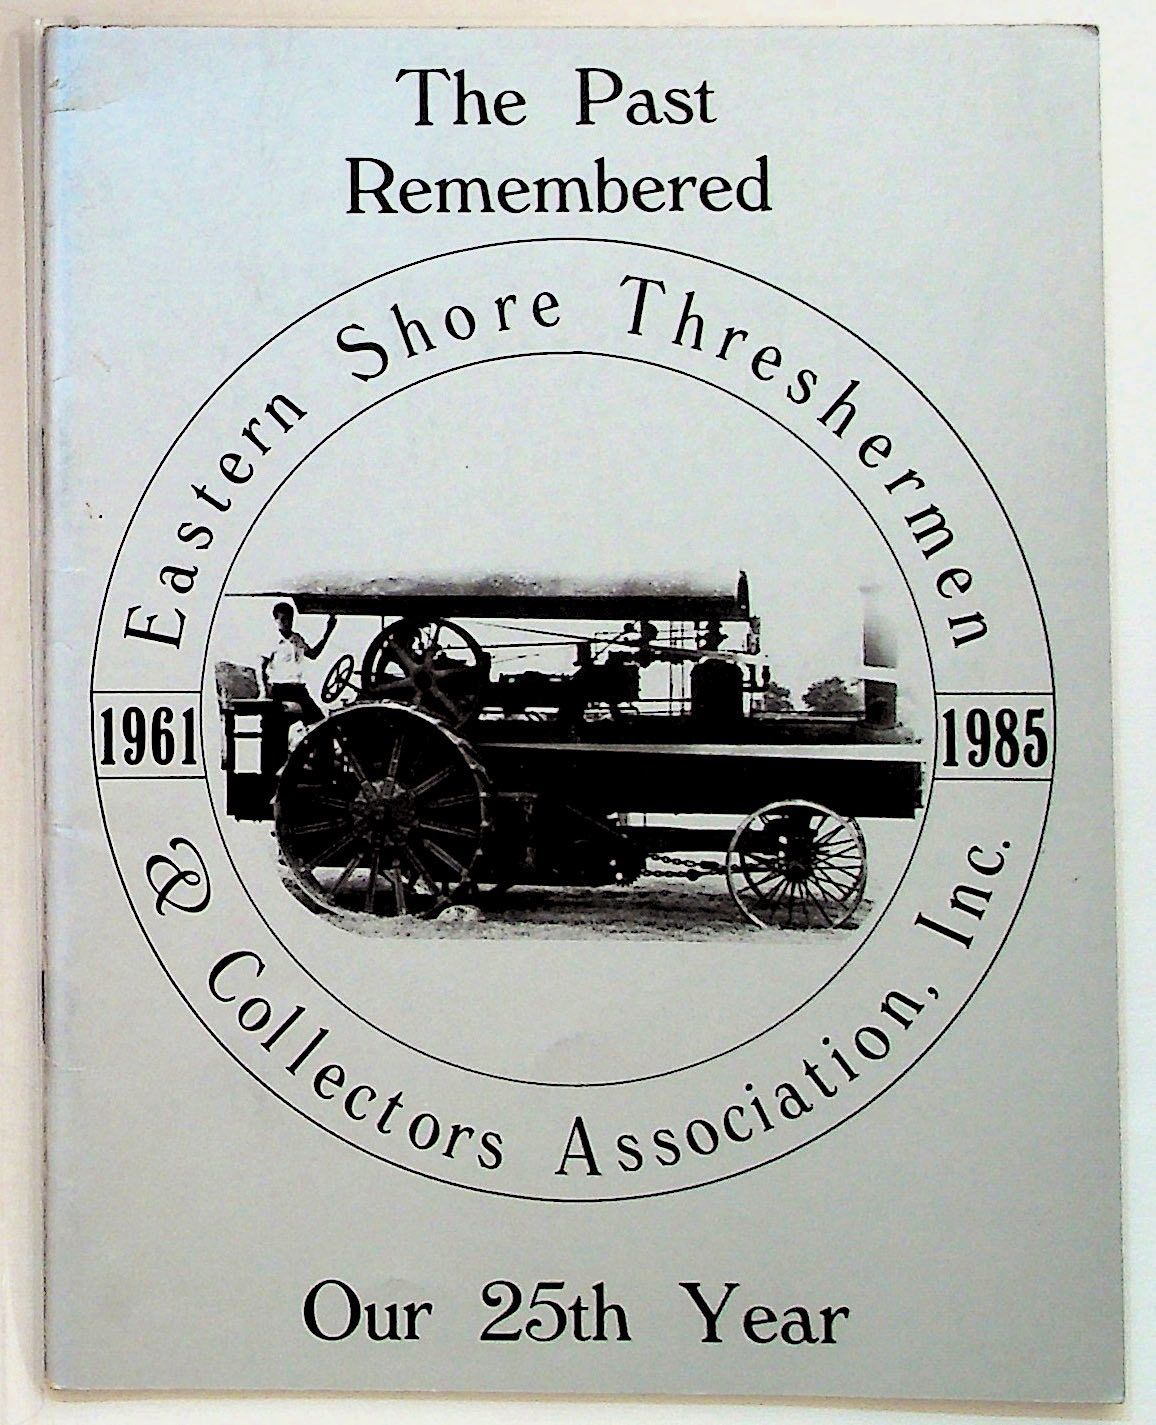 The Past
Remembered
Eastern Shore Threshermen
1961
1985
& Collectors Association, Inc.
Our 25th Year